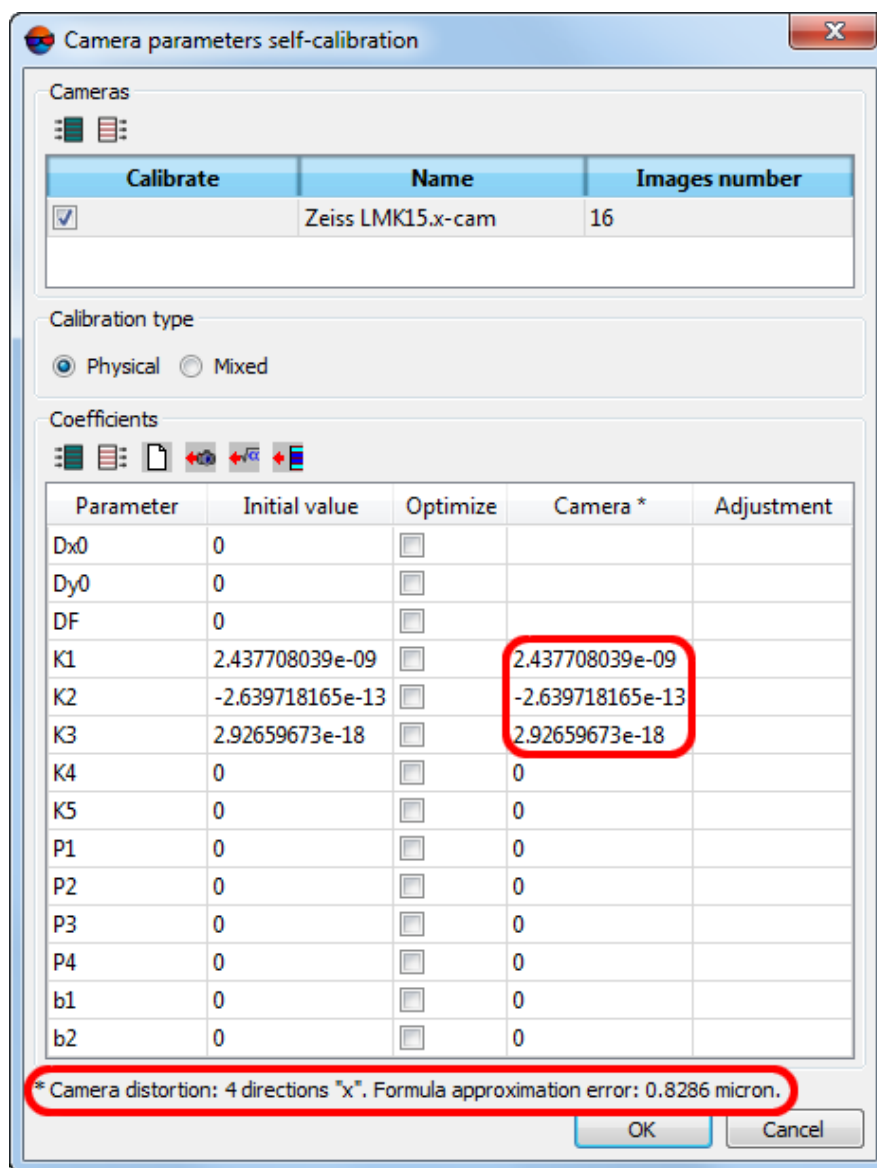 Camera parameters self-calibration
Cameras
Calibrate Name Images number
Zeiss LMK15.x-cam 16
Calibration type
Physical Mixed
Coefficients
Parameter Initial value Optimize Camera * Adjustment
Dx0 0
Dy0 0
DF 0
K1 2.437708039e-09 2.437708039e-09
K2 -2.639718165e-13 -2.639718165e-13
K3 2.92659673e-18 2.92659673e-18
K4 0 0
K5 0 0
P1 0 0
P2 0 0
P3 0 0
P4 0 0
b1 0 0
b2 0 0
* Camera distortion: 4 directions "x". Formula approximation error: 0.8286 micron.
OK Cancel